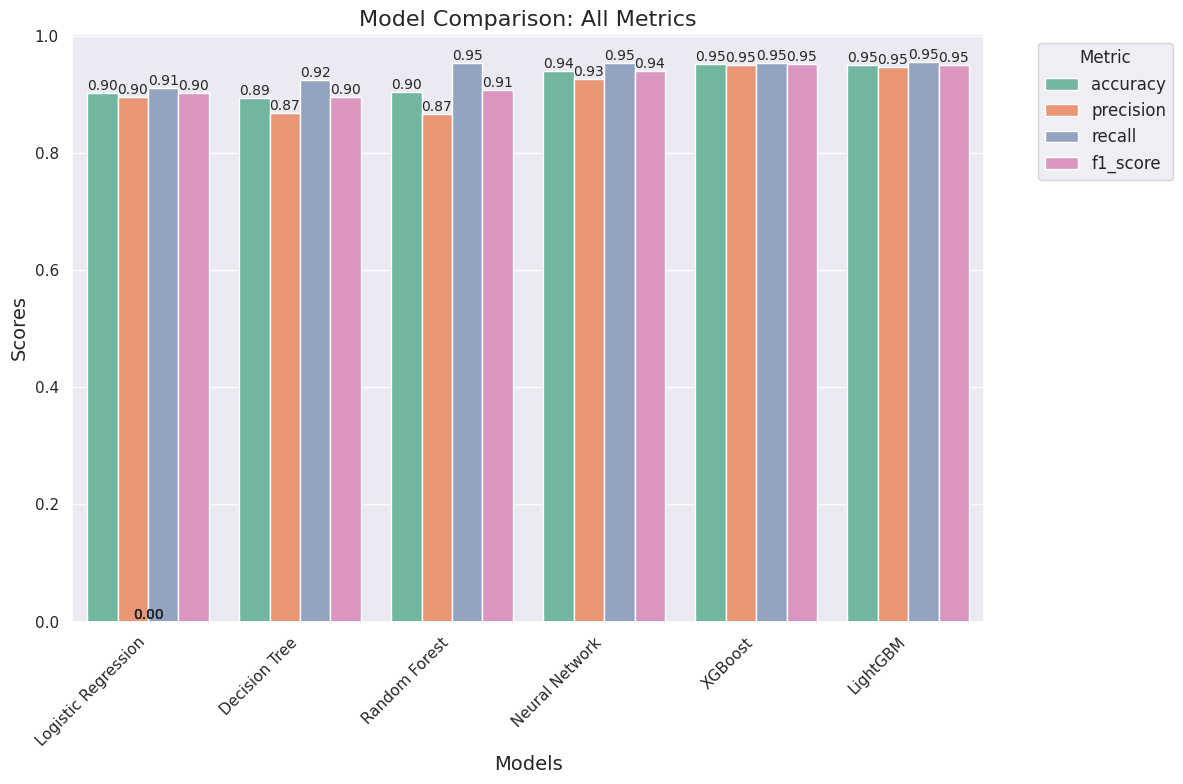 Model Comparison: All Metrics
Metric
accuracy
precision
recall
f1_score
Scores
1.0
0.8
0.6
0.4
0.2
0.0
0.90 0.90 0.91 0.90
0.89 0.87 0.92 0.90
0.90 0.87 0.95 0.91
0.94 0.93 0.95 0.94
0.95 0.95 0.95 0.95
0.95 0.95 0.95 0.95
0.00
Logistic Regression
Decision Tree
Random Forest
Neural Network
XGBoost
LightGBM
Models